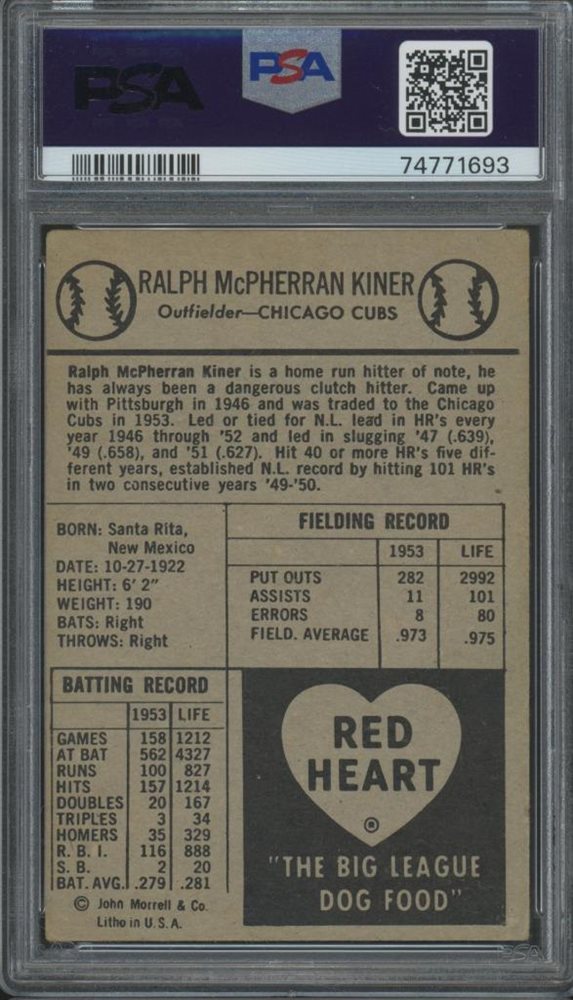 PSA PSA
74771693
RALPH McPHERRAN KINER
Outfielder—CHICAGO CUBS
Ralph McPherran Kiner is a home run hitter of note, he
has always been a dangerous clutch hitter. Came up
with Pittsburgh in 1946 and was traded to the Chicago
Cubs in 1953. Led or tied for N.L. lead in HR's every
year 1946 through '52 and led in slugging '47 (.639),
'49 (.658), and '51 (.627). Hit 40 or more HR's five dif-
ferent years, established N.L. record by hitting 101 HR's
in two consecutive years '49-'50.
BORN: Santa Rita,
New Mexico
DATE: 10-27-1922
HEIGHT: 6' 2"
WEIGHT: 190
BATS: Right
THROWS: Right
FIELDING RECORD
1953 LIFE
PUT OUTS 282 2992
ASSISTS 11 101
ERRORS 8 80
FIELD. AVERAGE .973 .975
BATTING RECORD
1953 LIFE
GAMES 158 1212
AT BAT 562 4327
RUNS 100 827
HITS 157 1214
DOUBLES 20 167
TRIPLES 3 34
HOMERS 35 329
R. B. I. 116 888
S. B. 2 20
BAT. AVG. .279 .281
© John Morrell & Co.
Litho in U.S.A.
RED
HEART
®
"THE BIG LEAGUE
DOG FOOD"